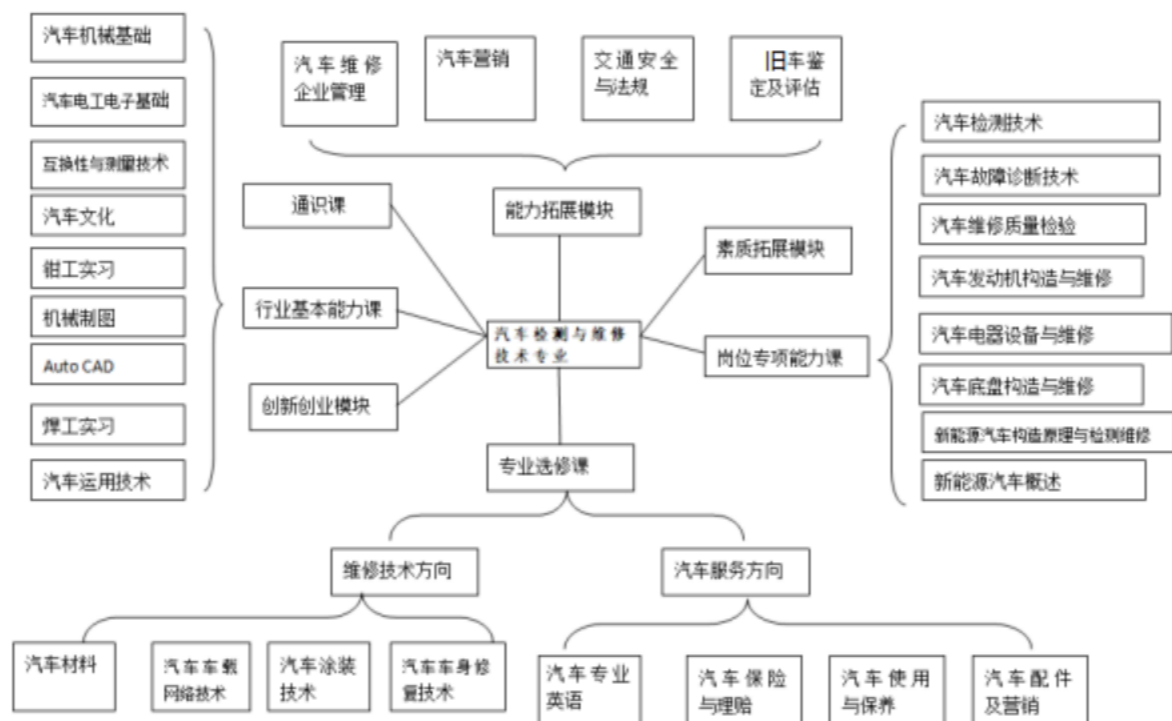 汽车机械基础
汽车电工电子基础
互换性与测量技术
汽车文化
钳工实习
机械制图
Auto CAD
焊工实习
汽车运用技术
汽车维修
企业管理
汽车营销
交通安全
与法规
旧车鉴
定及评估
通识课
能力拓展模块
素质拓展模块
行业基本能力课
汽车检测与维修
技术专业
岗位专项能力课
创新创业模块
专业选修课
汽车检测技术
汽车故障诊断技术
汽车维修质量检验
汽车发动机构造与维修
汽车电器设备与维修
汽车底盘构造与维修
新能源汽车构造原理与检测维修
新能源汽车概述
维修技术方向
汽车服务方向
汽车材料
汽车车载
网络技术
汽车涂装
技术
汽车车身修
复技术
汽车专业
英语
汽车保险
与理赔
汽车使用
与保养
汽车配件
及营销